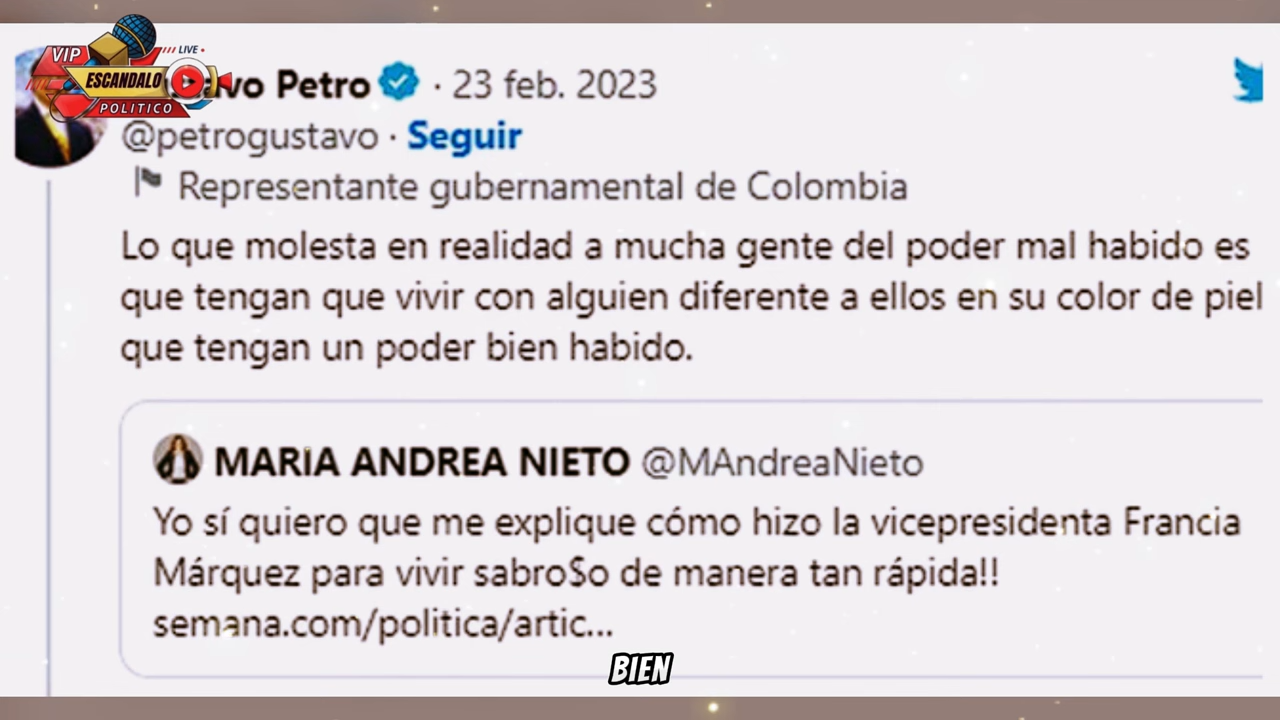 VIP
LIVE
ESCANDALO
POLITICO
avo Petro · 23 feb. 2023
@petrogustavo · Seguir
Representante gubernamental de Colombia
Lo que molesta en realidad a mucha gente del poder mal habido es
que tengan que vivir con alguien diferente a ellos en su color de piel
que tengan un poder bien habido.
MARIA ANDREA NIETO @MAndreaNieto
Yo sí quiero que me explique cómo hizo la vicepresidenta Francia
Márquez para vivir sabro$o de manera tan rápida!!
semana.com/politica/artic...
BIEN